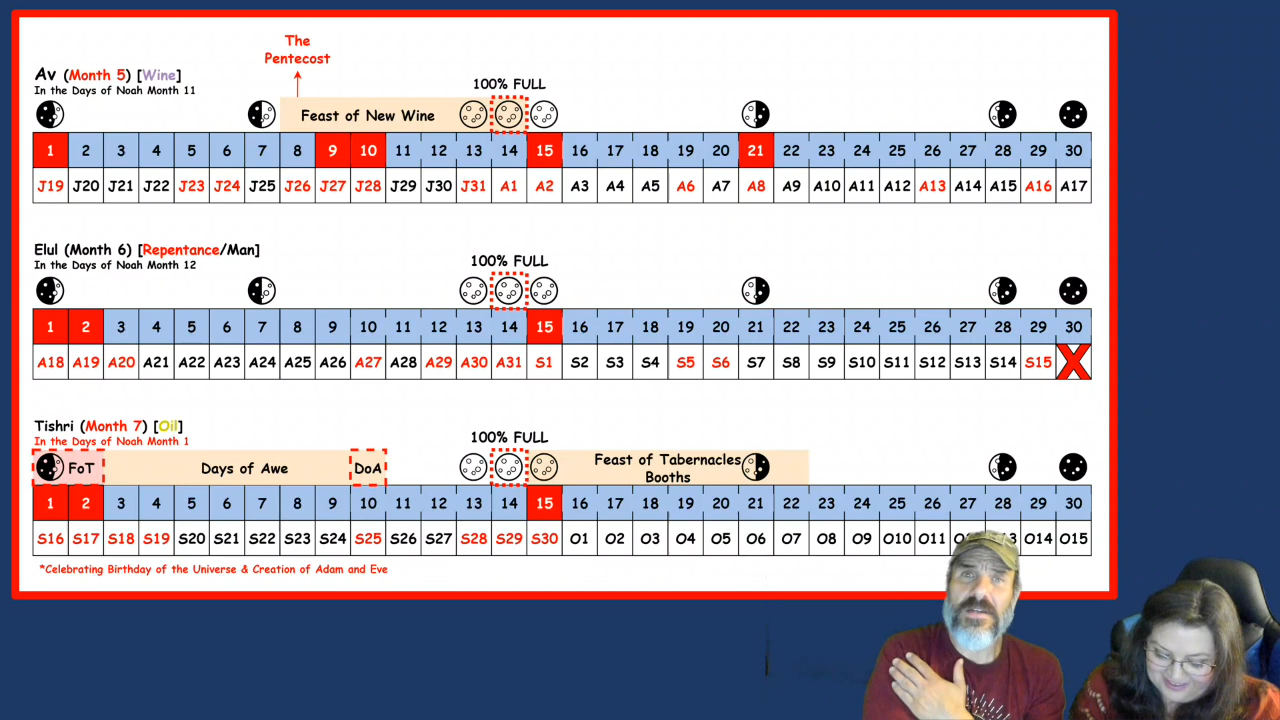 The
Pentecost
Av (Month 5) [Wine]
In the Days of Noah Month 11
100% FULL
Feast of New Wine
1 2 3 4 5 6 7 8 9 10 11 12 13 14 15 16 17 18 19 20 21 22 23 24 25 26 27 28 29 30
J19 J20 J21 J22 J23 J24 J25 J26 J27 J28 J29 J30 J31 A1 A2 A3 A4 A5 A6 A7 A8 A9 A10 A11 A12 A13 A14 A15 A16 A17
Elul (Month 6) [Repentance/Man]
In the Days of Noah Month 12
100% FULL
1 2 3 4 5 6 7 8 9 10 11 12 13 14 15 16 17 18 19 20 21 22 23 24 25 26 27 28 29 30
A18 A19 A20 A21 A22 A23 A24 A25 A26 A27 A28 A29 A30 A31 S1 S2 S3 S4 S5 S6 S7 S8 S9 S10 S11 S12 S13 S14 S15 X
Tishri (Month 7) [Oil]
In the Days of Noah Month 1
100% FULL
FoT Days of Awe DoA Feast of Tabernacles
Booths
1 2 3 4 5 6 7 8 9 10 11 12 13 14 15 16 17 18 19 20 21 22 23 24 25 26 27 28 29 30
S16 S17 S18 S19 S20 S21 S22 S23 S24 S25 S26 S27 S28 S29 S30 O1 O2 O3 O4 O5 O6 O7 O8 O9 O10 O11 O14 O15
*Celebrating Birthday of the Universe & Creation of Adam and Eve